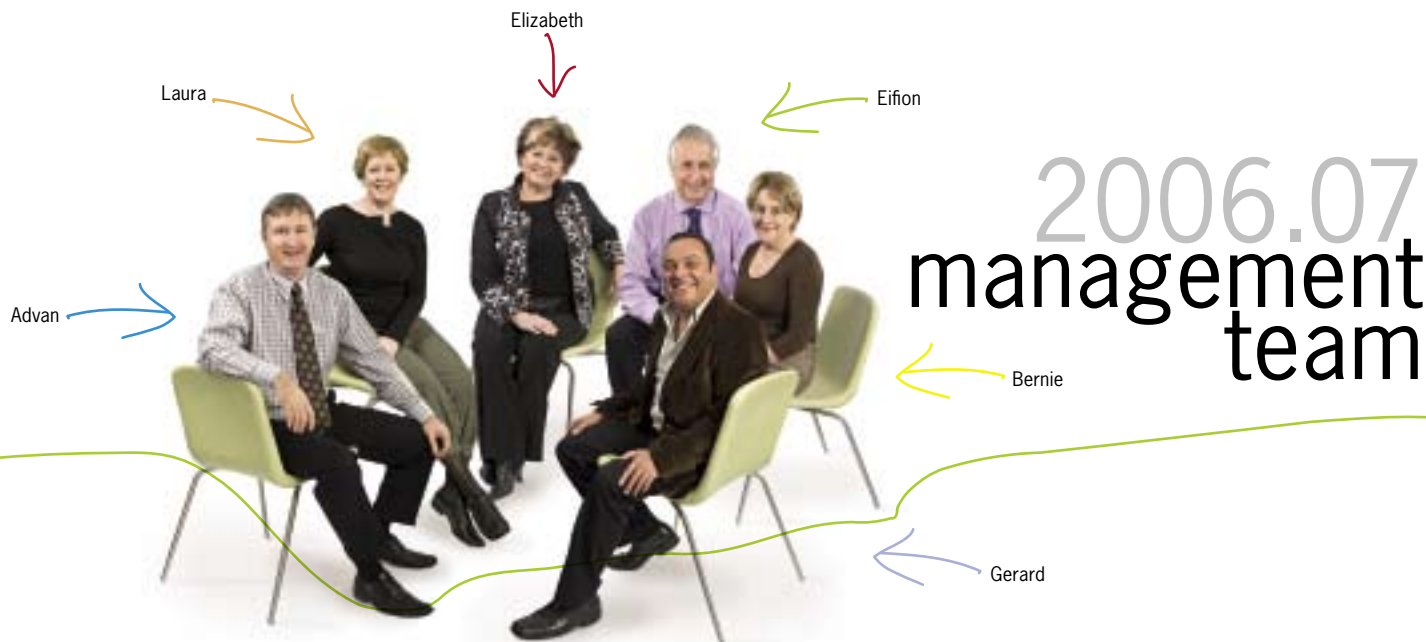 Elizabeth
Laura
Eifion
2006.07
management
team
Advan
Bernie
Gerard